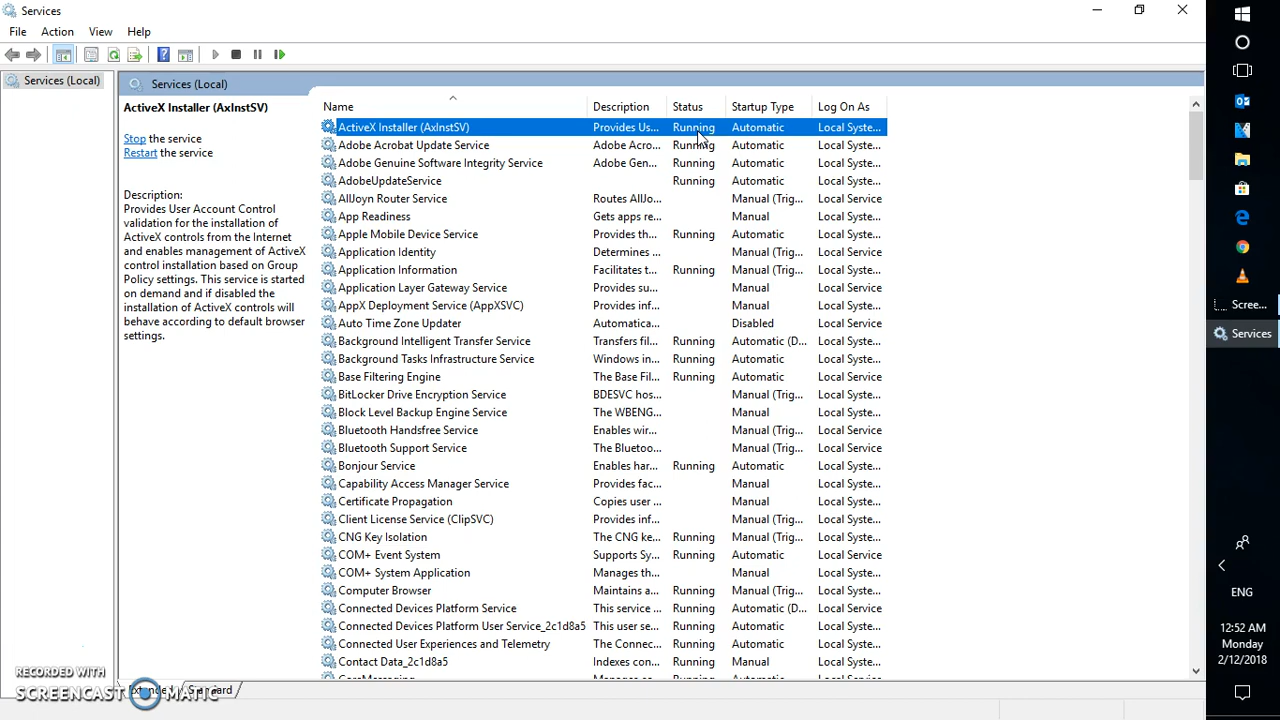 Services
File Action View Help
Services (Local)
Services (Local)
ActiveX Installer (AxInstSV)
Stop the service
Restart the service
Description:
Provides User Account Control
validation for the installation of
ActiveX controls from the Internet
and enables management of ActiveX
control installation based on Group
Policy settings. This service is started
on demand and if disabled the
installation of ActiveX controls will
behave according to default browser
settings.
Name Description Status Startup Type Log On As
ActiveX Installer (AxInstSV) Provides Us... Running Automatic Local Syste...
Adobe Acrobat Update Service Adobe Acro... Running Automatic Local Syste...
Adobe Genuine Software Integrity Service Adobe Gen... Running Automatic Local Syste...
AdobeUpdateService Running Automatic Local Syste...
AllJoyn Router Service Routes AllJo... Manual (Trig... Local Service
App Readiness Gets apps re... Manual Local Syste...
Apple Mobile Device Service Provides th... Running Automatic Local Syste...
Application Identity Determines ... Manual (Trig... Local Service
Application Information Facilitates t... Running Manual (Trig... Local Syste...
Application Layer Gateway Service Provides su... Manual Local Service
AppX Deployment Service (AppXSVC) Provides inf... Manual Local Syste...
Auto Time Zone Updater Automatica... Disabled Local Service
Background Intelligent Transfer Service Transfers fil... Running Automatic (D... Local Syste...
Background Tasks Infrastructure Service Windows in... Running Automatic Local Syste...
Base Filtering Engine The Base Fil... Running Automatic Local Service
BitLocker Drive Encryption Service BDESVC hos... Manual (Trig... Local Syste...
Block Level Backup Engine Service The WBENG... Manual Local Syste...
Bluetooth Handsfree Service Enables wir... Manual (Trig... Local Service
Bluetooth Support Service The Bluetoo... Manual (Trig... Local Service
Bonjour Service Enables har... Running Automatic Local Syste...
Capability Access Manager Service Provides fac... Manual Local Syste...
Certificate Propagation Copies user ... Manual Local Syste...
Client License Service (ClipSVC) Provides inf... Manual (Trig... Local Syste...
CNG Key Isolation The CNG ke... Running Manual (Trig... Local Syste...
COM+ Event System Supports Sy... Running Automatic Local Service
COM+ System Application Manages th... Manual Local Syste...
Computer Browser Maintains a... Running Manual (Trig... Local Syste...
Connected Devices Platform Service This service ... Running Automatic (D... Local Service
Connected Devices Platform User Service_2c1d8a5 This user se... Running Automatic Local Syste...
Connected User Experiences and Telemetry The Connec... Running Automatic Local Syste...
Contact Data_2c1d8a5 Indexes con... Running Manual Local Syste...
Standard
RECORDED WITH
SCREENCAST MATIC
Scree...
Services
ENG
12:52 AM
Monday
2/12/2018